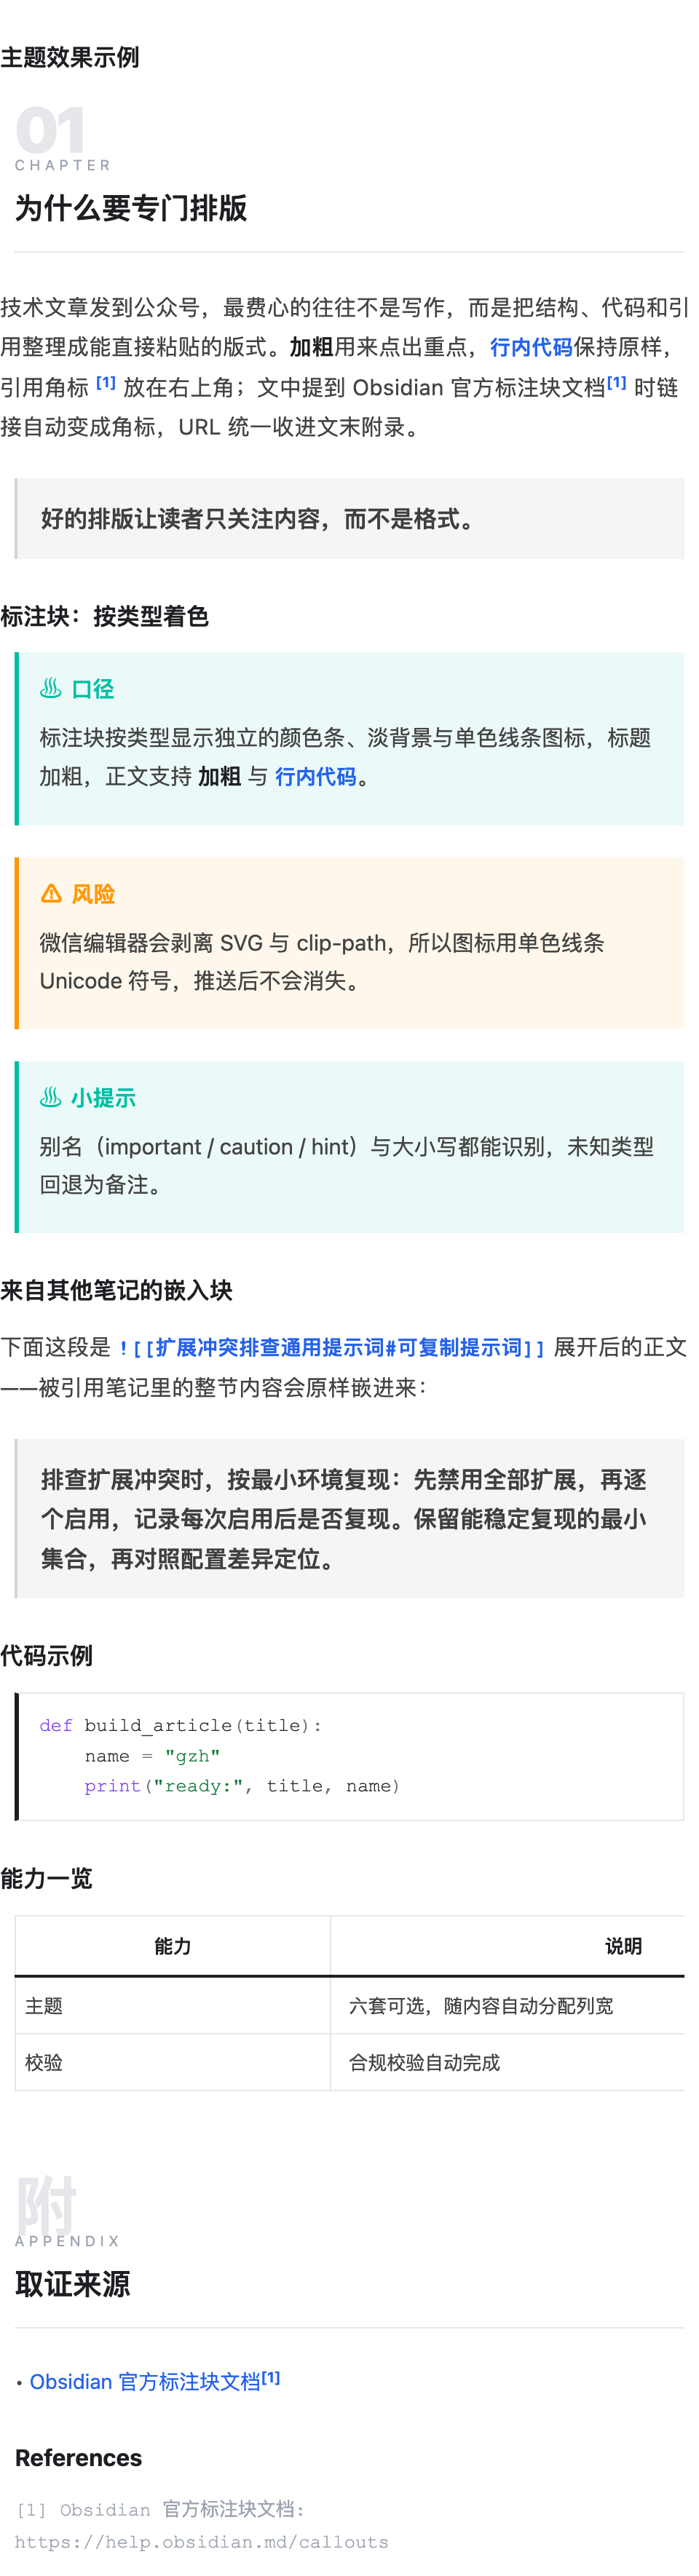 主题效果示例
01
CHAPTER
为什么要专门排版
技术文章发到公众号，最费心的往往不是写作，而是把结构、代码和引
用整理成能直接粘贴的版式。加粗用来点出重点，行内代码保持原样，
引用角标 [1] 放在右上角；文中提到 Obsidian 官方标注块文档[1] 时链
接自动变成角标，URL 统一收进文末附录。
好的排版让读者只关注内容，而不是格式。
标注块：按类型着色
♨ 口径
标注块按类型显示独立的颜色条、淡背景与单色线条图标，标题
加粗，正文支持 加粗 与 行内代码。
⚠ 风险
微信编辑器会剥离 SVG 与 clip-path，所以图标用单色线条
Unicode 符号，推送后不会消失。
♨ 小提示
别名（important / caution / hint）与大小写都能识别，未知类型
回退为备注。
来自其他笔记的嵌入块
下面这段是 ![[扩展冲突排查通用提示词#可复制提示词]] 展开后的正文
——被引用笔记里的整节内容会原样嵌进来：
排查扩展冲突时，按最小环境复现：先禁用全部扩展，再逐
个启用，记录每次启用后是否复现。保留能稳定复现的最小
集合，再对照配置差异定位。
代码示例
def build_article(title):
    name = "gzh"
    print("ready:", title, name)
能力一览
能力 说明
主题 六套可选，随内容自动分配列宽
校验 合规校验自动完成
附
APPENDIX
取证来源
• Obsidian 官方标注块文档[1]
References
[1] Obsidian 官方标注块文档:
https://help.obsidian.md/callouts